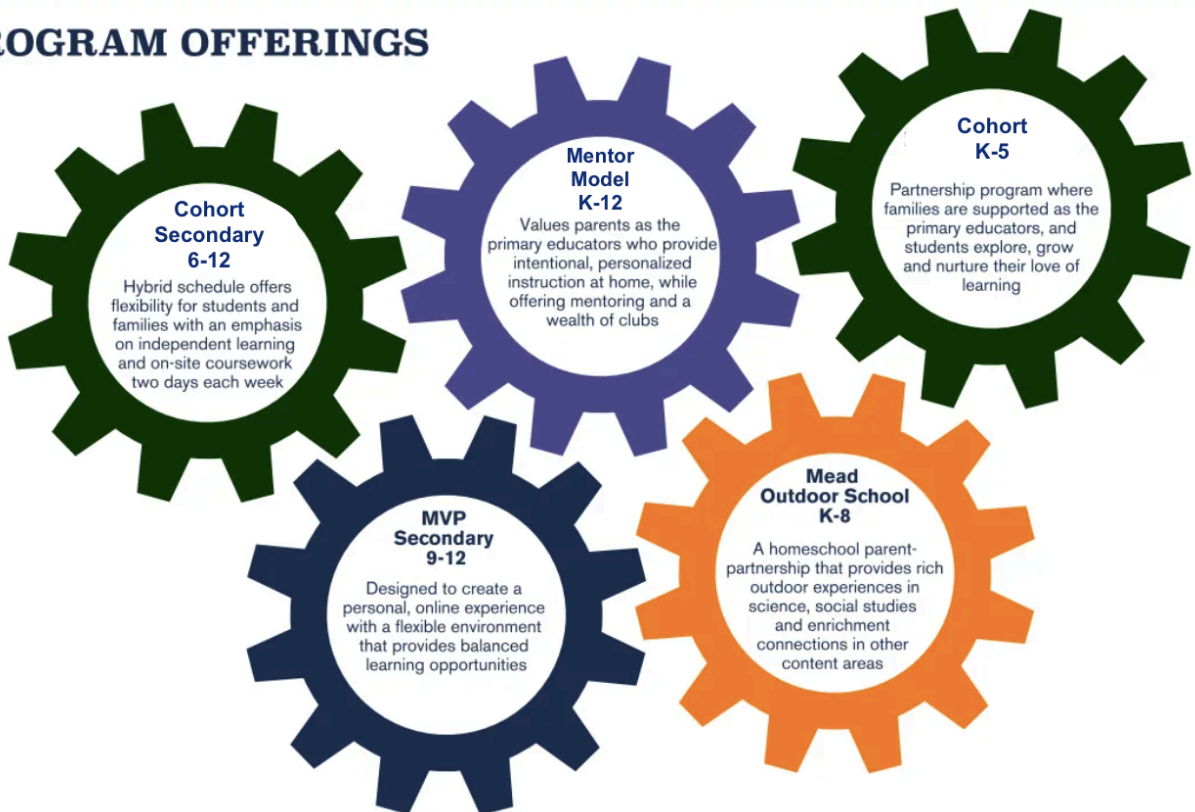 ROGRAM OFFERINGS
Cohort
Secondary
6-12
Hybrid schedule offers
flexibility for students and
families with an emphasis
on independent learning
and on-site coursework
two days each week
Mentor
Model
K-12
Values parents as the
primary educators who provide
intentional, personalized
instruction at home, while
offering mentoring and a
wealth of clubs
Cohort
K-5
Partnership program where
families are supported as the
primary educators, and
students explore, grow
and nurture their love of
learning
MVP
Secondary
9-12
Designed to create a
personal, online experience
with a flexible environment
that provides balanced
learning opportunities
Mead
Outdoor School
K-8
A homeschool parent-
partnership that provides rich
outdoor experiences in
science, social studies
and enrichment
connections in other
content areas